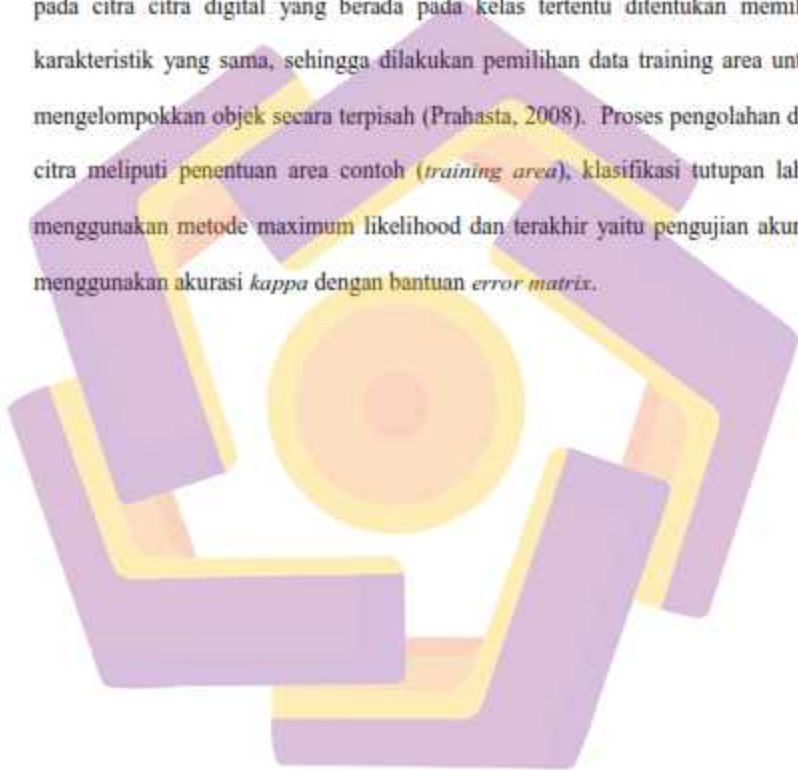 pada citra citra digital yang berada pada kelas tertentu ditentukan memil
karakteristik yang sama, sehingga dilakukan pemilihan data training area unt
mengelompokkan objek secara terpisah (Prahasta, 2008). Proses pengolahan d
citra meliputi penentuan area contoh (training area), klasifikasi tutupan lah
menggunakan metode maximum likelihood dan terakhir yaitu pengujian akur
menggunakan akurasi kappa dengan bantuan error matrix.